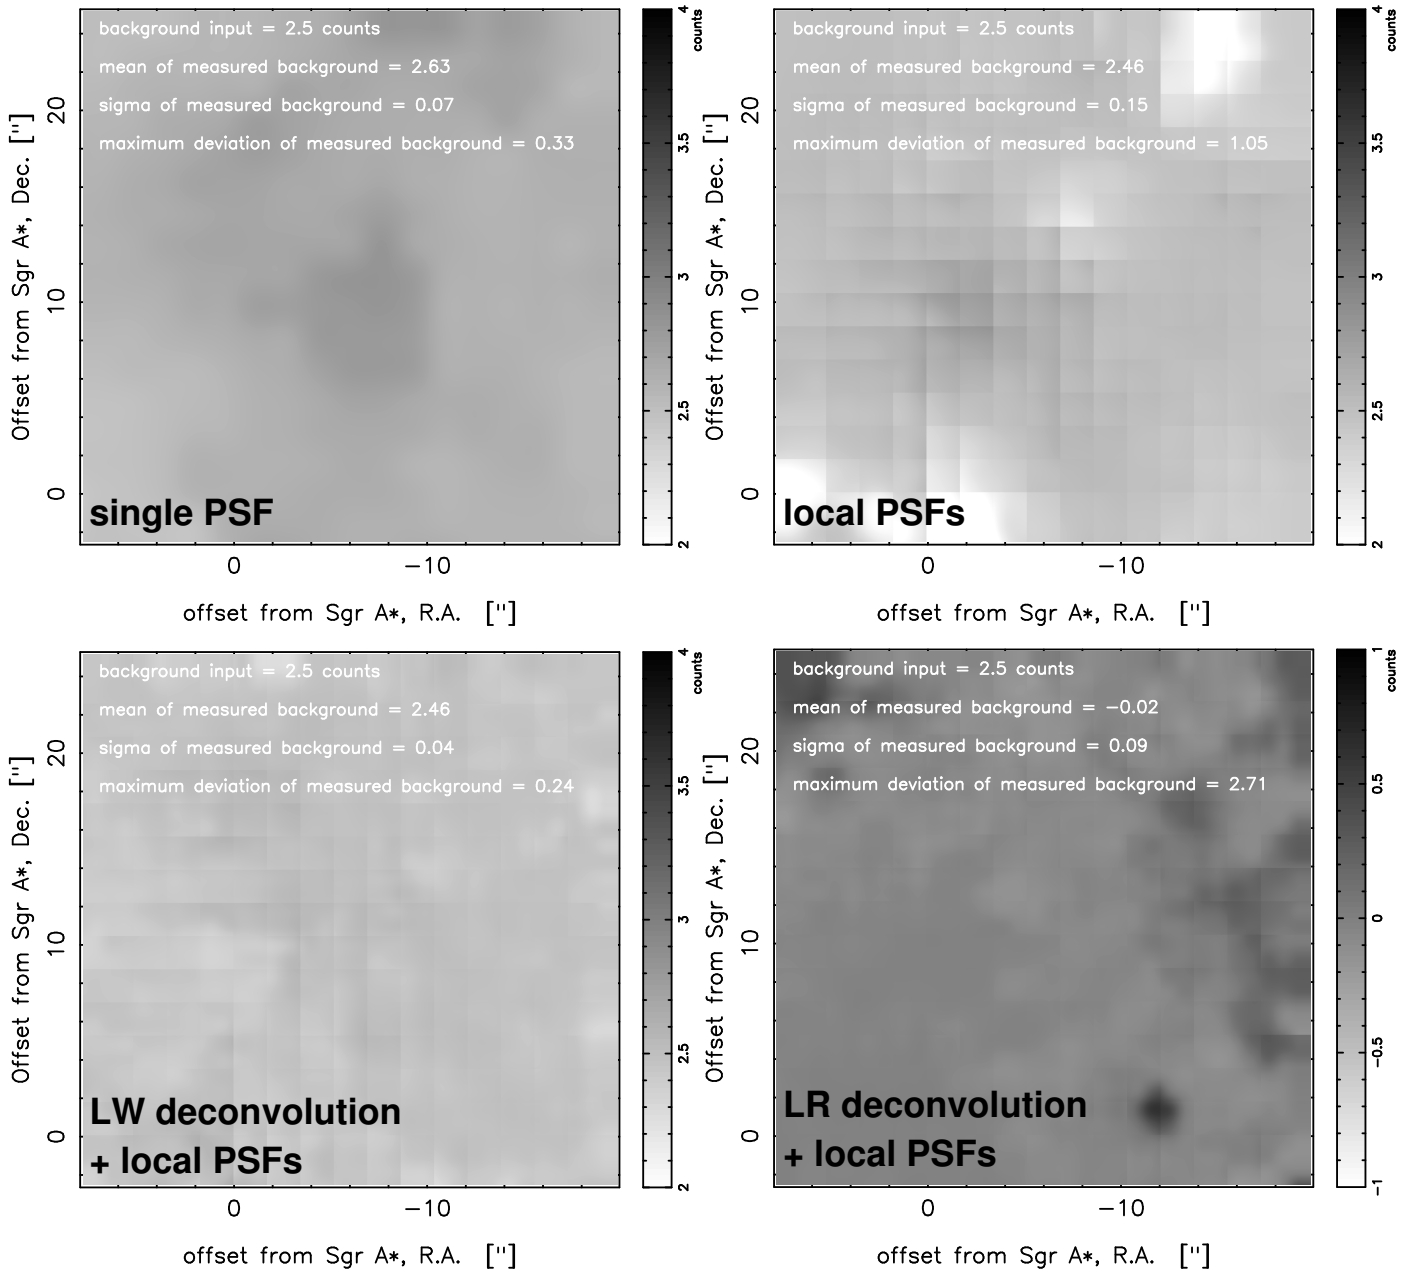 background input = 2.5 counts
mean of measured background = 2.63
sigma of measured background = 0.07
maximum deviation of measured background = 0.33
single PSF
Offset from Sgr A*, Dec. ["]
20
10
0
0
−10
offset from Sgr A*, R.A. ["]
counts
4
3.5
3
2.5
2
background input = 2.5 counts
mean of measured background = 2.46
sigma of measured background = 0.15
maximum deviation of measured background = 1.05
local PSFs
Offset from Sgr A*, Dec. ["]
20
10
0
0
−10
offset from Sgr A*, R.A. ["]
counts
4
3.5
3
2.5
2
background input = 2.5 counts
mean of measured background = 2.46
sigma of measured background = 0.04
maximum deviation of measured background = 0.24
LW deconvolution
+ local PSFs
Offset from Sgr A*, Dec. ["]
20
10
0
0
−10
offset from Sgr A*, R.A. ["]
counts
4
3.5
3
2.5
2
background input = 2.5 counts
mean of measured background = −0.02
sigma of measured background = 0.09
maximum deviation of measured background = 2.71
LR deconvolution
+ local PSFs
Offset from Sgr A*, Dec. ["]
20
10
0
0
−10
offset from Sgr A*, R.A. ["]
counts
1
0.5
0
−0.5
−1